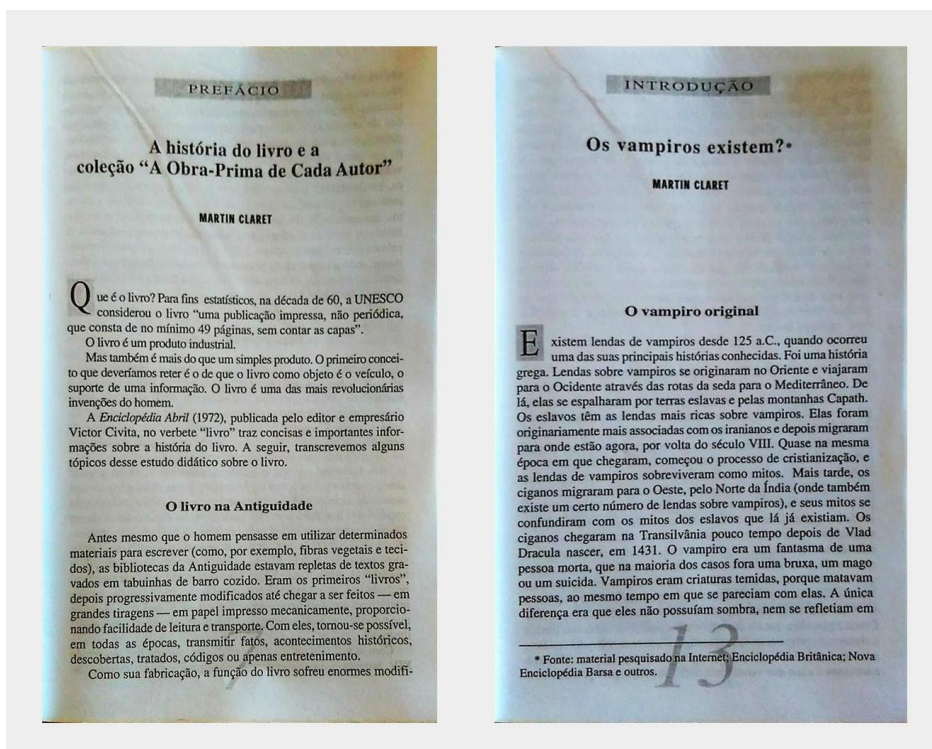 PREFÁCIO
A história do livro e a
coleção “A Obra-Prima de Cada Autor”
MARTIN CLARET
Que é o livro? Para fins estatísticos, na década de 60, a UNESCO
considerou o livro “uma publicação impressa, não periódica,
que consta de no mínimo 49 páginas, sem contar as capas”.
O livro é um produto industrial.
Mas também é mais do que um simples produto. O primeiro concei-
to que deveríamos reter é o de que o livro como objeto é o veículo, o
suporte de uma informação. O livro é uma das mais revolucionárias
invenções do homem.
A Enciclopédia Abril (1972), publicada pelo editor e empresário
Victor Civita, no verbete “livro” traz concisas e importantes infor-
mações sobre a história do livro. A seguir, transcrevemos alguns
tópicos desse estudo didático sobre o livro.
O livro na Antiguidade
Antes mesmo que o homem pensasse em utilizar determinados
materiais para escrever (como, por exemplo, fibras vegetais e teci-
dos), as bibliotecas da Antiguidade estavam repletas de textos gra-
vados em tabuinhas de barro cozido. Eram os primeiros “livros”,
depois progressivamente modificados até chegar a ser feitos — em
grandes tiragens — em papel impresso mecanicamente, proporcio-
nando facilidade de leitura e transporte. Com eles, tornou-se possível,
em todas as épocas, transmitir fatos, acontecimentos históricos,
descobertas, tratados, códigos ou apenas entretenimento.
Como sua fabricação, a função do livro sofreu enormes modifi-
7
INTRODUÇÃO
Os vampiros existem?*
MARTIN CLARET
O vampiro original
Existem lendas de vampiros desde 125 a.C., quando ocorreu
uma das suas principais histórias conhecidas. Foi uma história
grega. Lendas sobre vampiros se originaram no Oriente e viajaram
para o Ocidente através das rotas da seda para o Mediterrâneo. De
lá, elas se espalharam por terras eslavas e pelas montanhas Capath.
Os eslavos têm as lendas mais ricas sobre vampiros. Elas foram
originariamente mais associadas com os iranianos e depois migraram
para onde estão agora, por volta do século VIII. Quase na mesma
época em que chegaram, começou o processo de cristianização, e
as lendas de vampiros sobreviveram como mitos. Mais tarde, os
ciganos migraram para o Oeste, pelo Norte da Índia (onde também
existe um certo número de lendas sobre vampiros), e seus mitos se
confundiram com os mitos dos eslavos que lá já existiam. Os
ciganos chegaram na Transilvânia pouco tempo depois de Vlad
Dracula nascer, em 1431. O vampiro era um fantasma de uma
pessoa morta, que na maioria dos casos fora uma bruxa, um mago
ou um suicida. Vampiros eram criaturas temidas, porque matavam
pessoas, ao mesmo tempo em que se pareciam com elas. A única
diferença era que eles não possuíam sombra, nem se refletiam em
* Fonte: material pesquisado na Internet; Enciclopédia Britânica; Nova
Enciclopédia Barsa e outros.
13